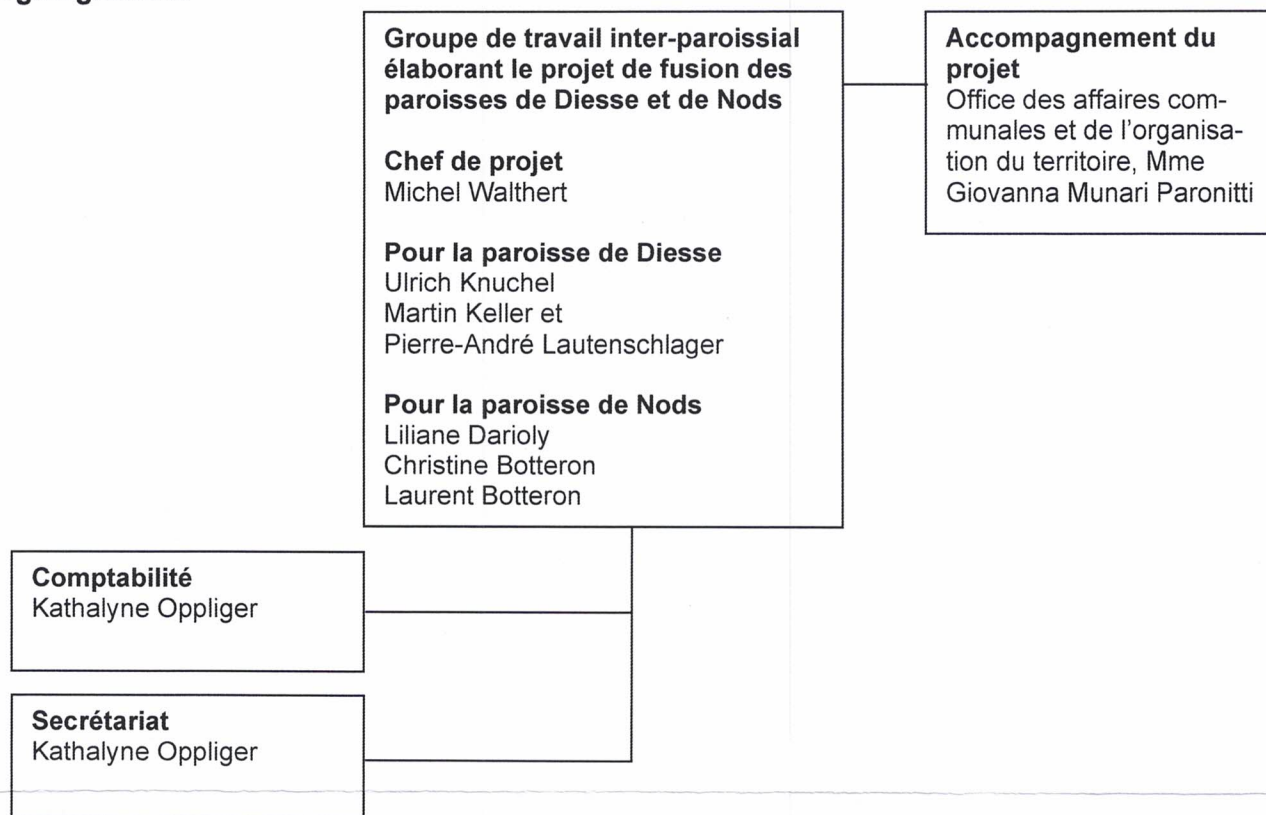 Groupe de travail inter-paroissial
élaborant le projet de fusion des
paroisses de Diesse et de Nods
Chef de projet
Michel Walthert
Pour la paroisse de Diesse
Ulrich Knuchel
Martin Keller et
Pierre-André Lautenschlager
Pour la paroisse de Nods
Liliane Darioly
Christine Botteron
Laurent Botteron
Accompagnement du
projet
Office des affaires com-
munales et de l'organisa-
tion du territoire, Mme
Giovanna Munari Paronitti
Comptabilité
Kathalyne Oppliger
Secrétariat
Kathalyne Oppliger